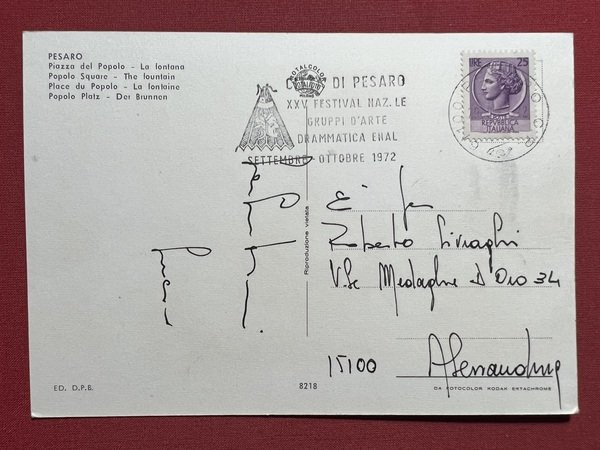 PESARO
Piazza del Popolo - La fontana
Popolo Square - The fountain
Place du Popolo - La fontaine
Popolo Platz - Der Brunnen
ROTALCOLOR
DI PESARO
XXV FESTIVAL NAZ.LE
GRUPPI D'ARTE
DRAMMATICA ENAL
SETTEMBRE - OTTOBRE 1972
LIRE 25
REPUBBLICA
ITALIANA
Riproduzione vietata
Roberto
V.le Medaglie D'Oro 34
15100
Alessandria
ED. D.P.B.
8218
DA FOTOCOLOR KODAK EKTACHROME